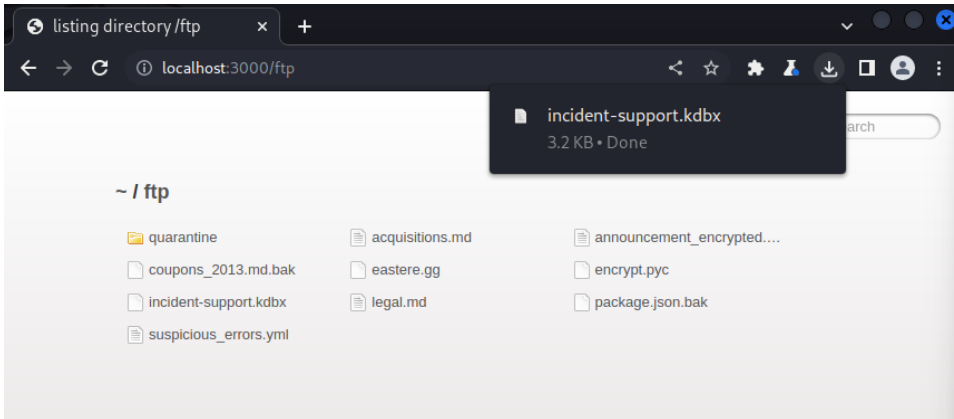 listing directory /ftp
localhost:3000/ftp
incident-support.kdbx
3.2 KB • Done
arch
~ / ftp
quarantine acquisitions.md announcement_encrypted....
coupons_2013.md.bak eastere.gg encrypt.pyc
incident-support.kdbx legal.md package.json.bak
suspicious_errors.yml